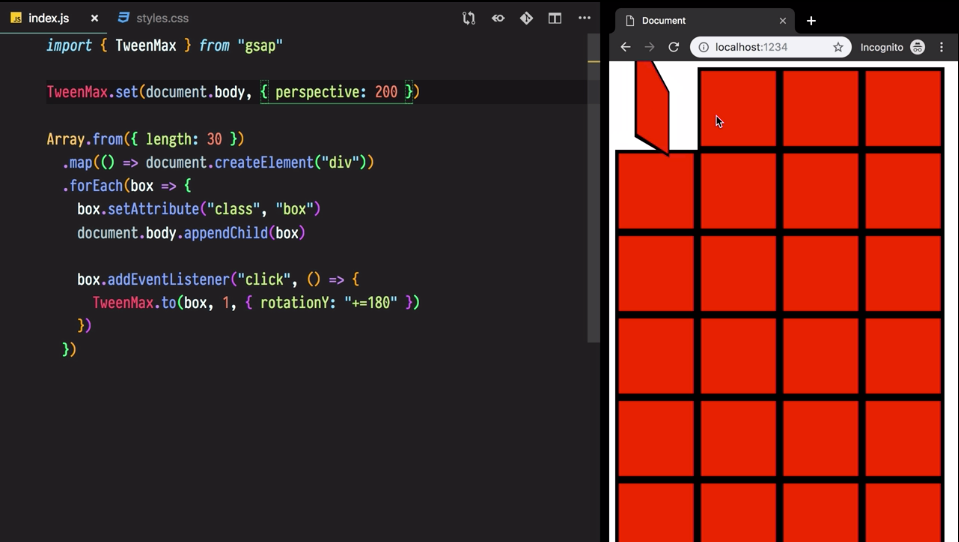 JS index.js × styles.css
import { TweenMax } from "gsap"
TweenMax.set(document.body, { perspective: 200 })
Array.from({ length: 30 })
.map(() => document.createElement("div"))
.forEach(box => {
box.setAttribute("class", "box")
document.body.appendChild(box)
box.addEventListener("click", () => {
TweenMax.to(box, 1, { rotationY: "+=180" })
})
})
Document
localhost:1234 Incognito